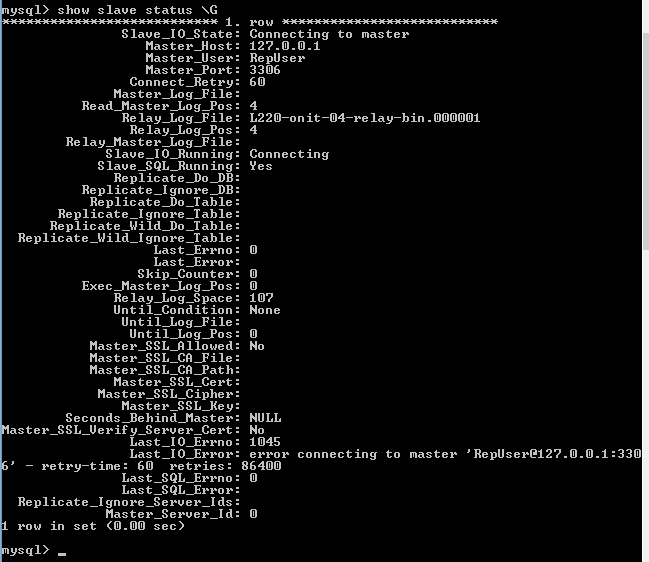 mysql> show slave status \G
*************************** 1. row ***************************
Slave_IO_State: Connecting to master
Master_Host: 127.0.0.1
Master_User: RepUser
Master_Port: 3306
Connect_Retry: 60
Master_Log_File:
Read_Master_Log_Pos: 4
Relay_Log_File: L220-onit-04-relay-bin.000001
Relay_Log_Pos: 4
Relay_Master_Log_File:
Slave_IO_Running: Connecting
Slave_SQL_Running: Yes
Replicate_Do_DB:
Replicate_Ignore_DB:
Replicate_Do_Table:
Replicate_Ignore_Table:
Replicate_Wild_Do_Table:
Replicate_Wild_Ignore_Table:
Last_Errno: 0
Last_Error:
Skip_Counter: 0
Exec_Master_Log_Pos: 0
Relay_Log_Space: 107
Until_Condition: None
Until_Log_File:
Until_Log_Pos: 0
Master_SSL_Allowed: No
Master_SSL_CA_File:
Master_SSL_CA_Path:
Master_SSL_Cert:
Master_SSL_Cipher:
Master_SSL_Key:
Seconds_Behind_Master: NULL
Master_SSL_Verify_Server_Cert: No
Last_IO_Errno: 1045
Last_IO_Error: error connecting to master 'RepUser@127.0.0.1:330
6' - retry-time: 60  retries: 86400
Last_SQL_Errno: 0
Last_SQL_Error:
Replicate_Ignore_Server_Ids:
Master_Server_Id: 0
1 row in set (0.00 sec)
mysql> _